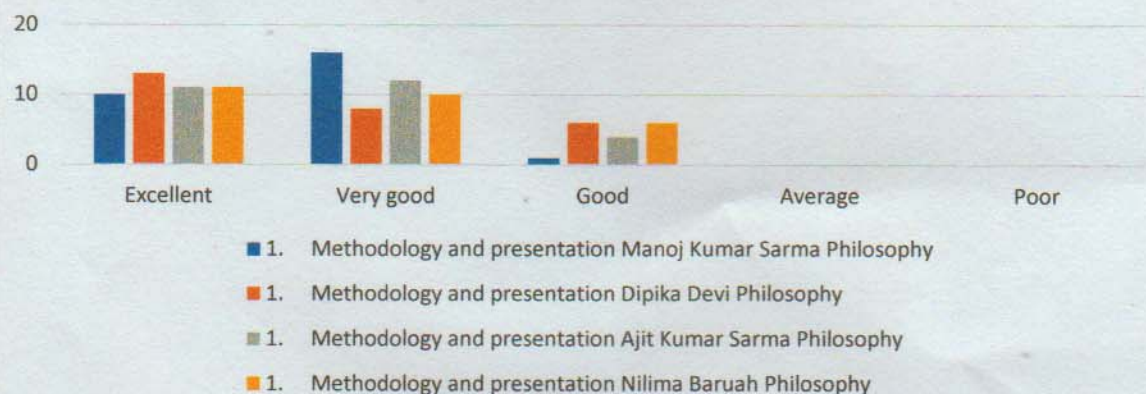 20
10
0
Excellent Very good Good Average Poor
1. Methodology and presentation Manoj Kumar Sarma Philosophy
1. Methodology and presentation Dipika Devi Philosophy
1. Methodology and presentation Ajit Kumar Sarma Philosophy
1. Methodology and presentation Nilima Baruah Philosophy